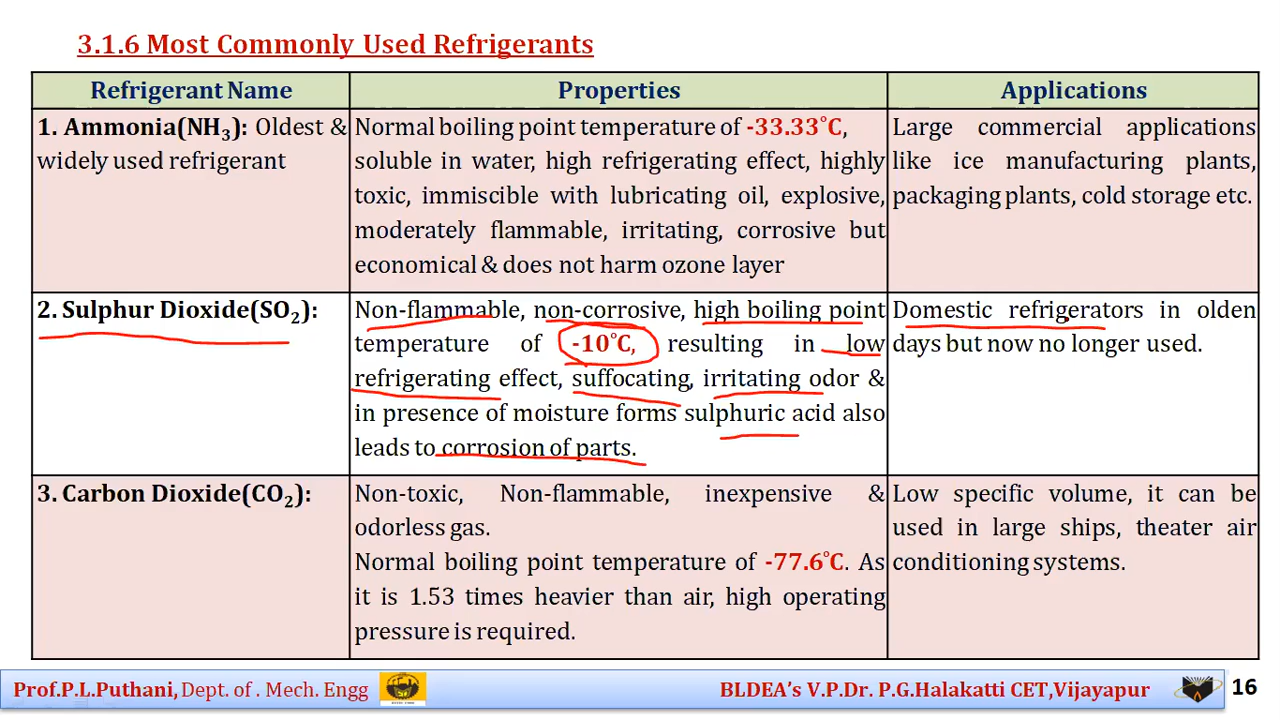 3.1.6 Most Commonly Used Refrigerants
Refrigerant Name
Properties
Applications
1. Ammonia(NH₃): Oldest &
widely used refrigerant
Normal boiling point temperature of -33.33°C,
soluble in water, high refrigerating effect, highly
toxic, immiscible with lubricating oil, explosive,
moderately flammable, irritating, corrosive but
economical & does not harm ozone layer
Large commercial applications
like ice manufacturing plants,
packaging plants, cold storage etc.
2. Sulphur Dioxide(SO₂):
Non-flammable, non-corrosive, high boiling point
temperature of -10°C, resulting in low
refrigerating effect, suffocating, irritating odor &
in presence of moisture forms sulphuric acid also
leads to corrosion of parts.
Domestic refrigerators in olden
days but now no longer used.
3. Carbon Dioxide(CO₂):
Non-toxic, Non-flammable, inexpensive &
odorless gas.
Normal boiling point temperature of -77.6°C. As
it is 1.53 times heavier than air, high operating
pressure is required.
Low specific volume, it can be
used in large ships, theater air
conditioning systems.
Prof.P.L.Puthani, Dept. of . Mech. Engg
BLDEA's V.P.Dr. P.G.Halakatti CET,Vijayapur
16